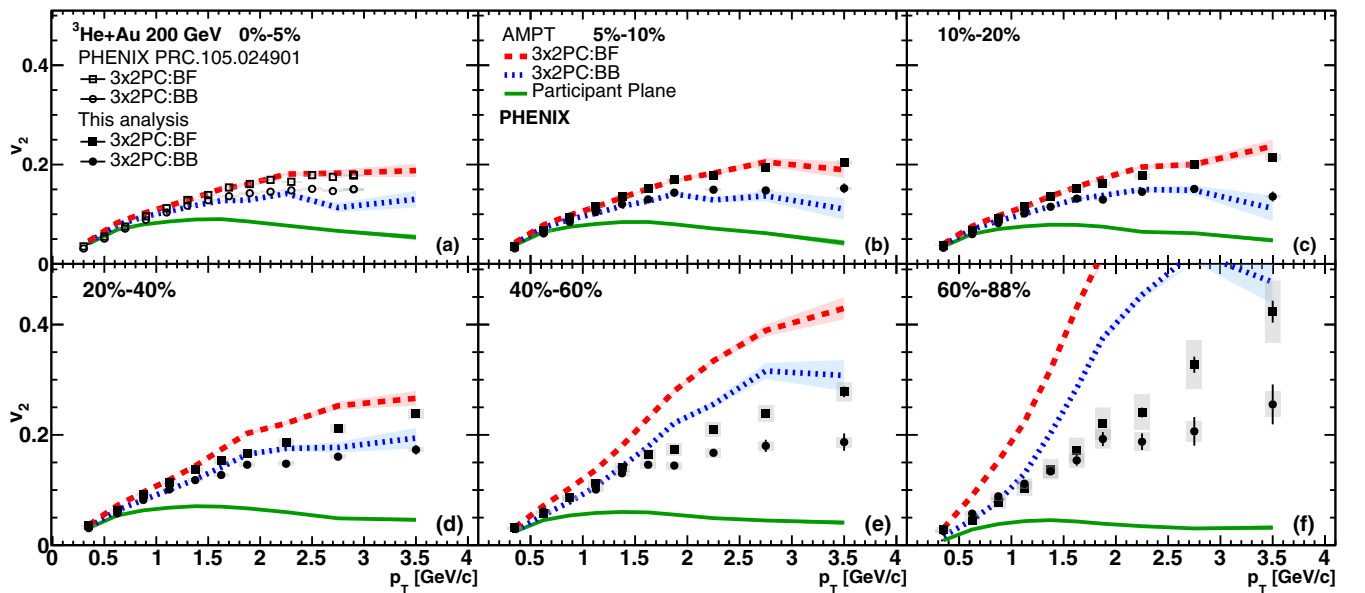 ³He+Au 200 GeV 0%-5%
PHENIX PRC.105.024901
3x2PC:BF
3x2PC:BB
This analysis
3x2PC:BF
3x2PC:BB
(a)
AMPT 5%-10%
3x2PC:BF
3x2PC:BB
Participant Plane
PHENIX
(b)
10%-20%
(c)
v₂
0.4
0.2
0
20%-40%
(d)
40%-60%
(e)
60%-88%
(f)
v₂
0.4
0.2
0
0 0.5 1 1.5 2 2.5 3 3.5 4
0.5 1 1.5 2 2.5 3 3.5 4
0.5 1 1.5 2 2.5 3 3.5 4
p_T [GeV/c]
p_T [GeV/c]
p_T [GeV/c]